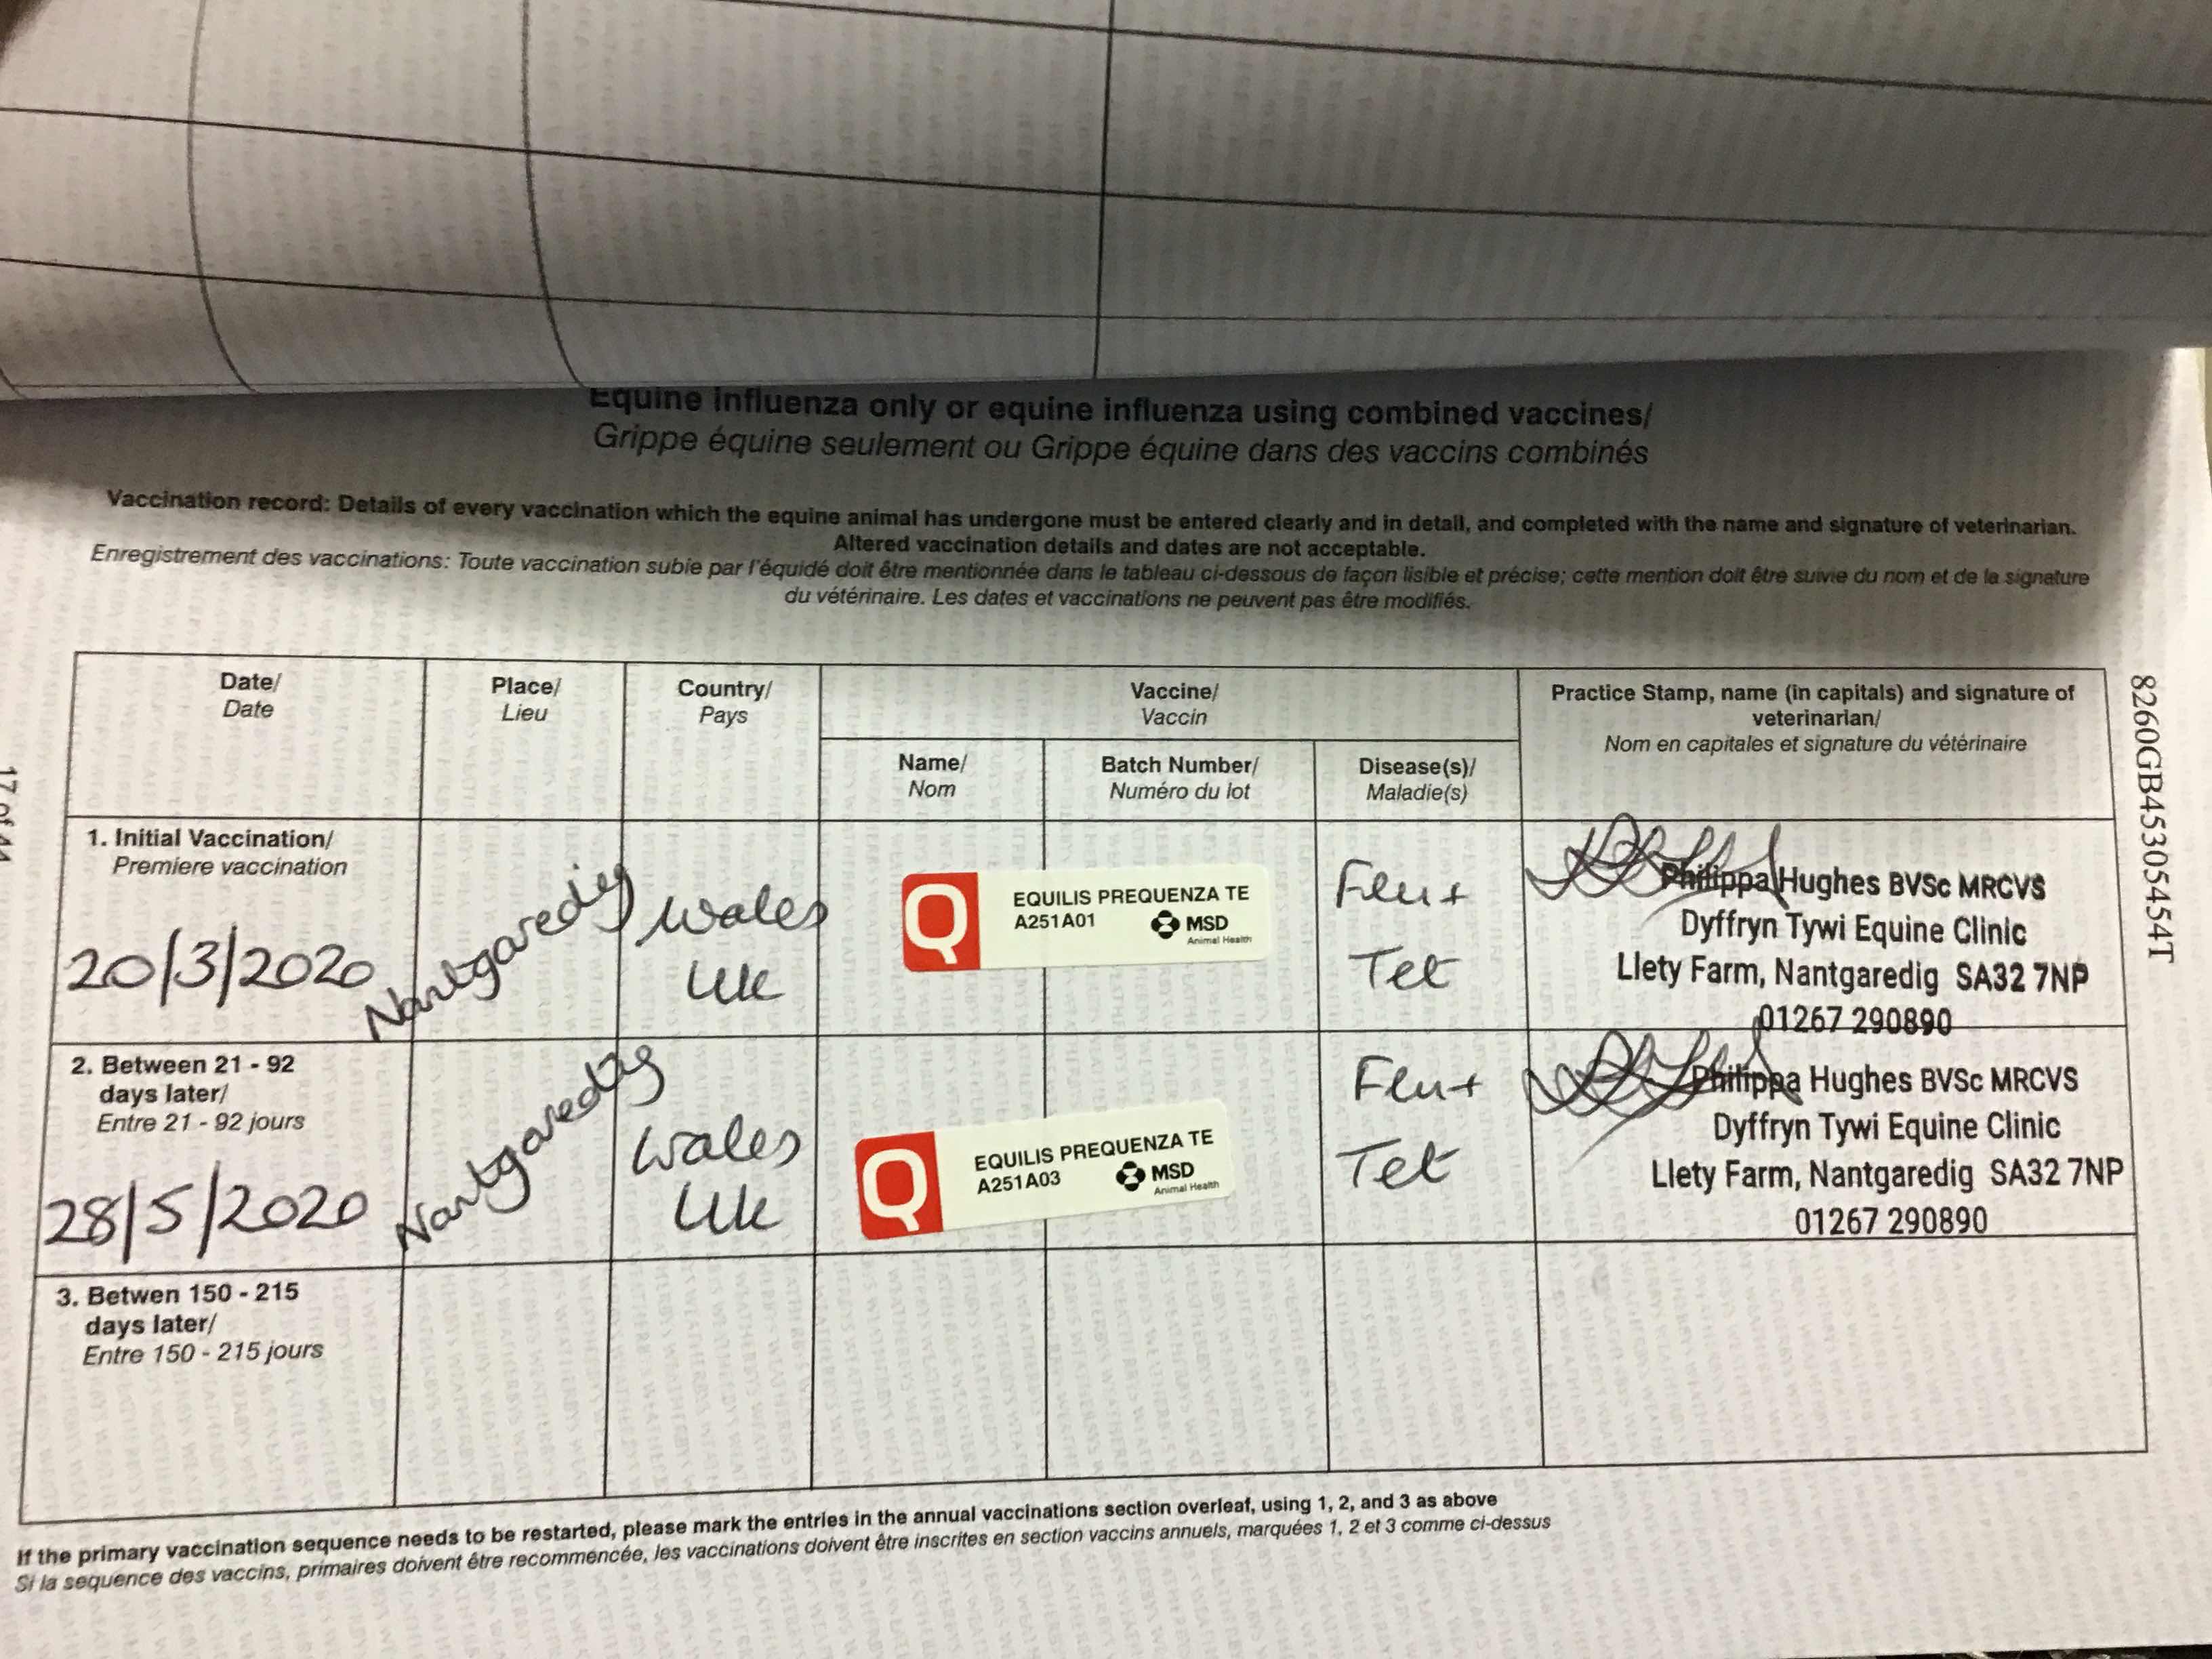 Equine influenza only or equine influenza using combined vaccines/
Grippe équine seulement ou Grippe équine dans des vaccins combinés
Vaccination record: Details of every vaccination which the equine animal has undergone must be entered clearly and in detail, and completed with the name and signature of veterinarian.
Altered vaccination details and dates are not acceptable.
Enregistrement des vaccinations: Toute vaccination subie par l'équidé doit être mentionnée dans le tableau ci-dessous de façon lisible et précise; cette mention doit être suivie du nom et de la signature
du vétérinaire. Les dates et vaccinations ne peuvent pas être modifiés.
Date/
Date
Place/
Lieu
Country/
Pays
Vaccine/
Vaccin
Name/
Nom
Batch Number/
Numéro du lot
Disease(s)/
Maladie(s)
Practice Stamp, name (in capitals) and signature of
veterinarian/
Nom en capitales et signature du vétérinaire
1. Initial Vaccination/
Premiere vaccination
20/3/2020
Nantgaredig
Wales
UK
Q
EQUILIS PREQUENZA TE
A251A01
MSD
Animal Health
Flu+
Tet
Philippa Hughes BVSc MRCVS
Dyffryn Tywi Equine Clinic
Llety Farm, Nantgaredig SA32 7NP
01267 290890
2. Between 21 - 92
days later/
Entre 21 - 92 jours
28/5/2020
Nantgaredig
Wales
UK
Q
EQUILIS PREQUENZA TE
A251A03
MSD
Animal Health
Flu+
Tet
Philippa Hughes BVSc MRCVS
Dyffryn Tywi Equine Clinic
Llety Farm, Nantgaredig SA32 7NP
01267 290890
3. Betwen 150 - 215
days later/
Entre 150 - 215 jours
If the primary vaccination sequence needs to be restarted, please mark the entries in the annual vaccinations section overleaf, using 1, 2, and 3 as above
Si la sequence des vaccins, primaires doivent être recommencée, les vaccinations doivent être inscrites en section vaccins annuels, marquées 1, 2 et 3 comme ci-dessus
8260GB45305454T
17 of 44